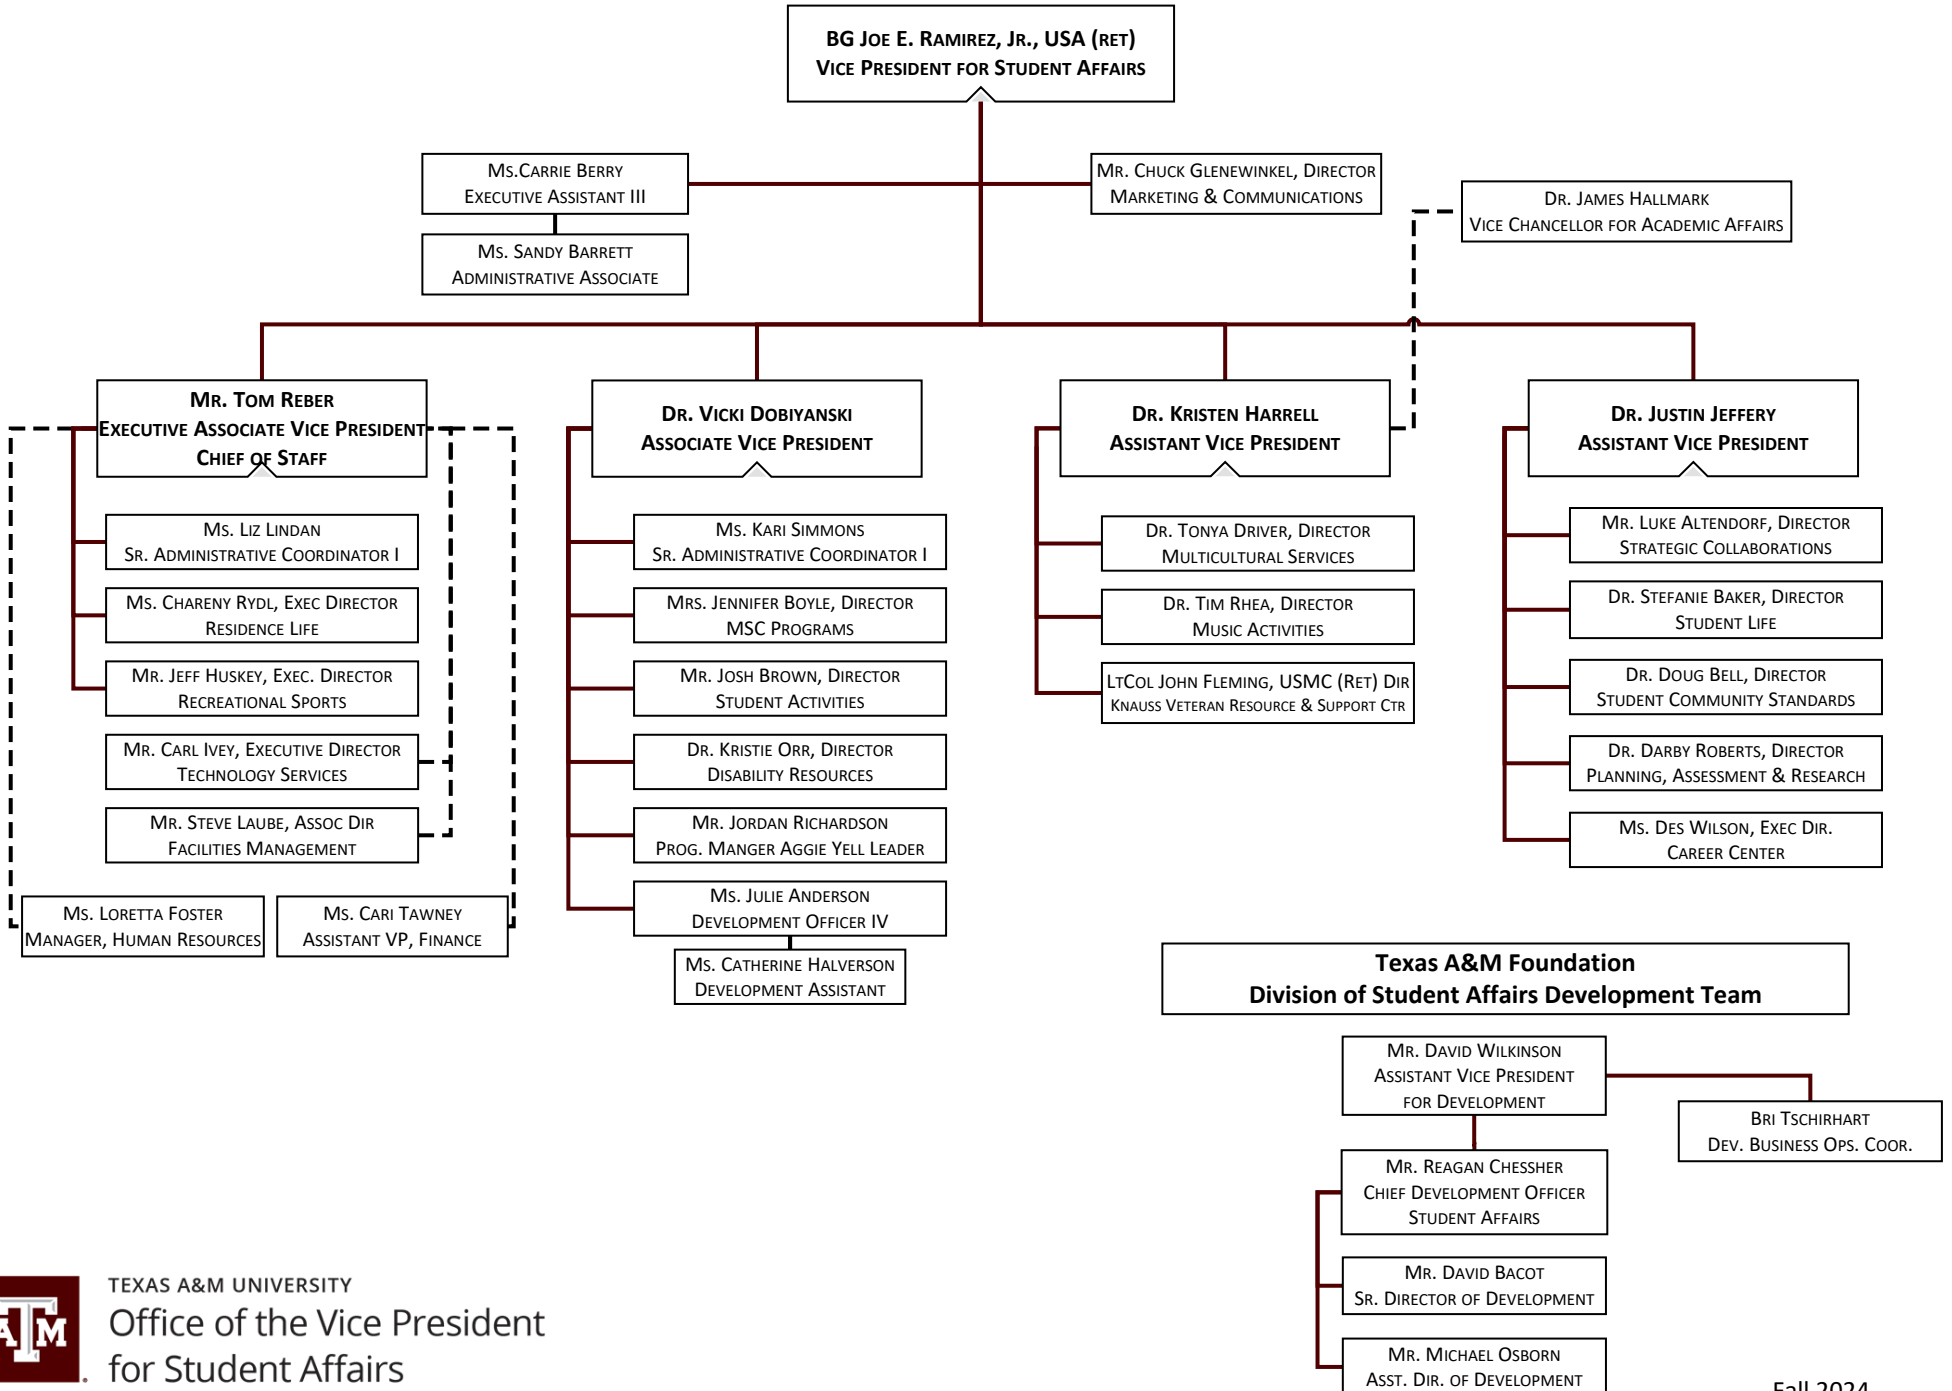 BG Joe E. Ramirez, Jr., USA (ret)
Vice President for Student Affairs
Ms.Carrie Berry
Executive Assistant III
Ms. Sandy Barrett
Administrative Associate
Mr. Chuck Glenewinkel, Director
Marketing & Communications
Dr. James Hallmark
Vice Chancellor for Academic Affairs
Mr. Tom Reber
Executive Associate Vice President
Chief of Staff
Ms. Liz Lindan
Sr. Administrative Coordinator I
Ms. Chareny Rydl, Exec Director
Residence Life
Mr. Jeff Huskey, Exec. Director
Recreational Sports
Mr. Carl Ivey, Executive Director
Technology Services
Mr. Steve Laube, Assoc Dir
Facilities Management
Ms. Loretta Foster
Manager, Human Resources
Ms. Cari Tawney
Assistant VP, Finance
Dr. Vicki Dobiyanski
Associate Vice President
Ms. Kari Simmons
Sr. Administrative Coordinator I
Mrs. Jennifer Boyle, Director
MSC Programs
Mr. Josh Brown, Director
Student Activities
Dr. Kristie Orr, Director
Disability Resources
Mr. Jordan Richardson
Prog. Manger Aggie Yell Leader
Ms. Julie Anderson
Development Officer IV
Ms. Catherine Halverson
Development Assistant
Dr. Kristen Harrell
Assistant Vice President
Dr. Tonya Driver, Director
Multicultural Services
Dr. Tim Rhea, Director
Music Activities
LtCol John Fleming, USMC (Ret) Dir
Knauss Veteran Resource & Support Ctr
Dr. Justin Jeffery
Assistant Vice President
Mr. Luke Altendorf, Director
Strategic Collaborations
Dr. Stefanie Baker, Director
Student Life
Dr. Doug Bell, Director
Student Community Standards
Dr. Darby Roberts, Director
Planning, Assessment & Research
Ms. Des Wilson, Exec Dir.
Career Center
Texas A&M Foundation
Division of Student Affairs Development Team
Mr. David Wilkinson
Assistant Vice President
for Development
Bri Tschirhart
Dev. Business Ops. Coor.
Mr. Reagan Chessher
Chief Development Officer
Student Affairs
Mr. David Bacot
Sr. Director of Development
Mr. Michael Osborn
Asst. Dir. of Development
ATM
TEXAS A&M UNIVERSITY
Office of the Vice President
for Student Affairs
Fall 2024